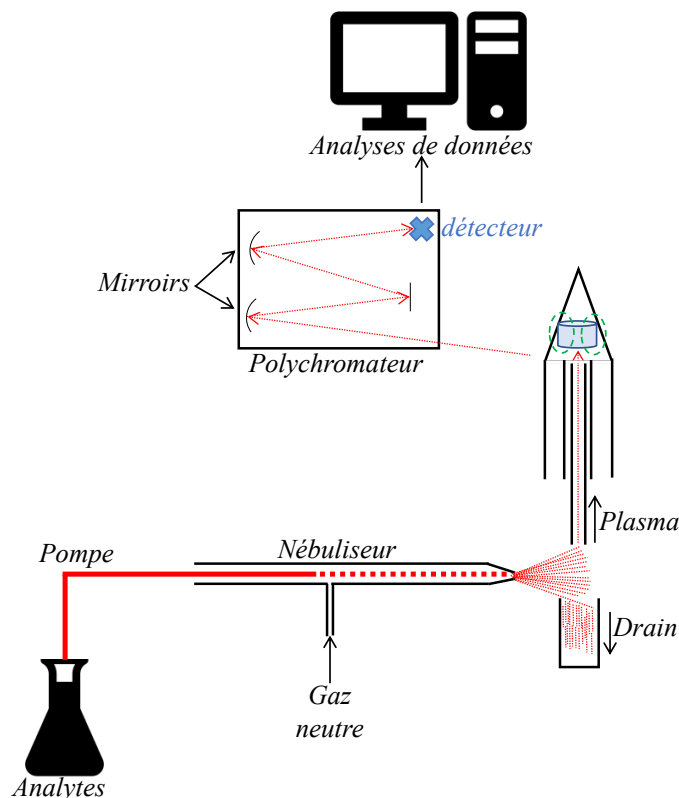 Analyses de données
détecteur
Mirroirs
Polychromateur
Plasma
Nébuliseur
Pompe
Drain
Gaz
neutre
Analytes